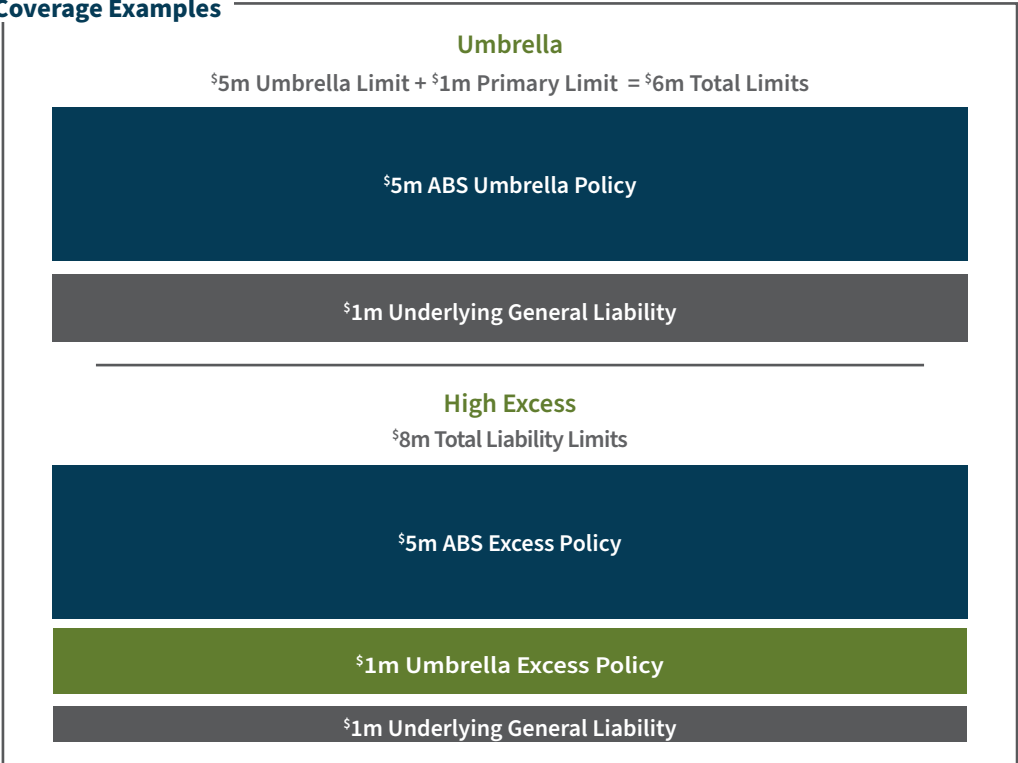 Coverage Examples
Umbrella
$5m Umbrella Limit + $1m Primary Limit = $6m Total Limits
$5m ABS Umbrella Policy
$1m Underlying General Liability
High Excess
$8m Total Liability Limits
$5m ABS Excess Policy
$1m Umbrella Excess Policy
$1m Underlying General Liability